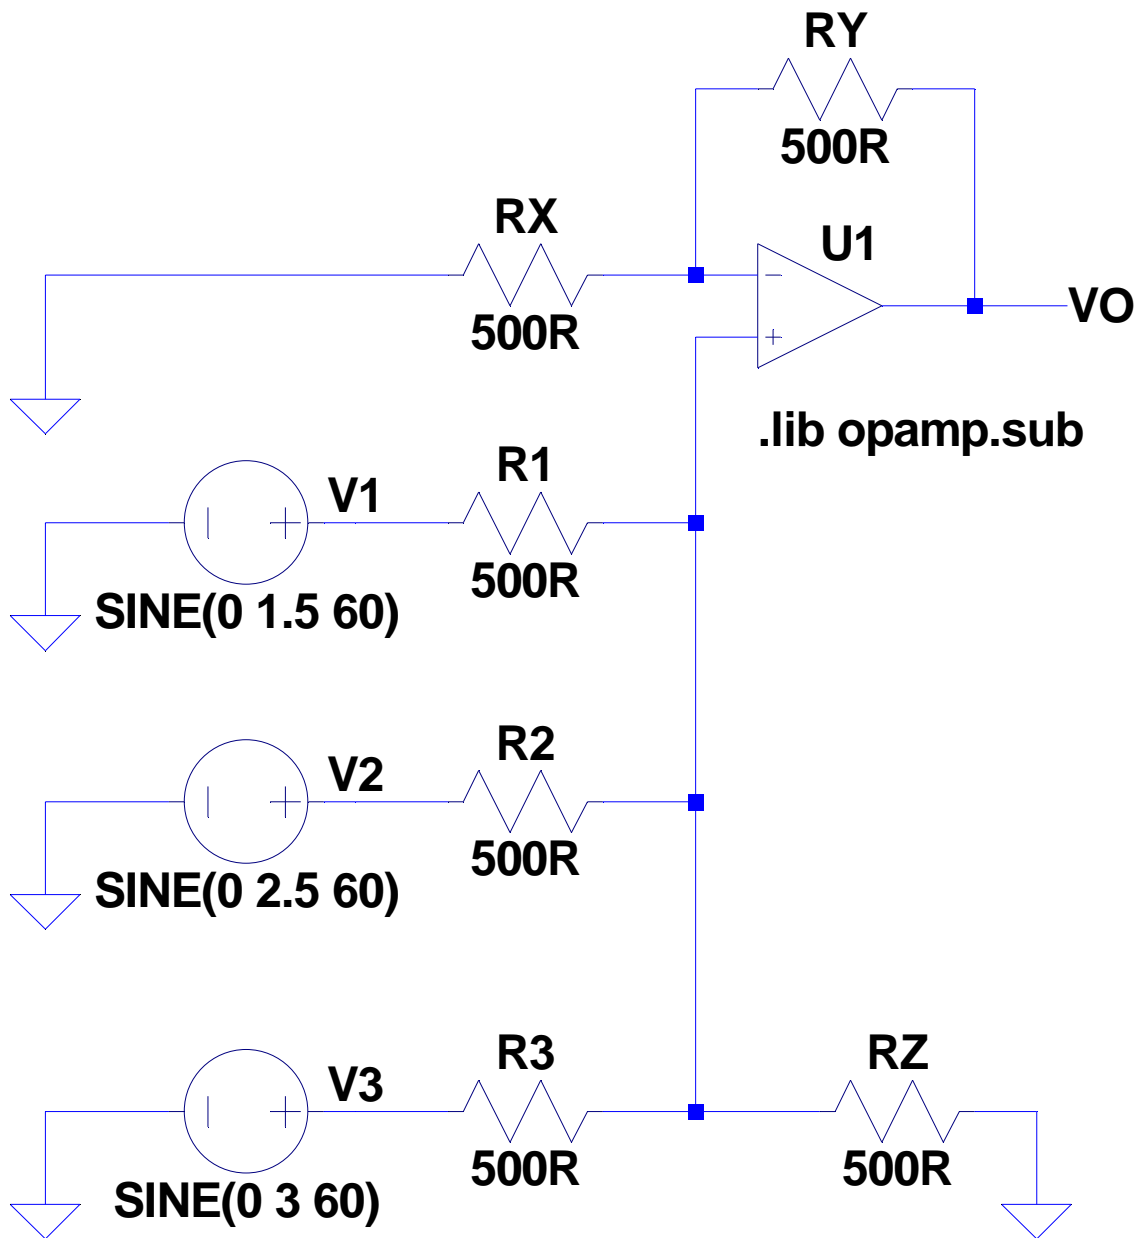 RY
500R
RX
500R
U1
VO
.lib opamp.sub
V1
R1
500R
SINE(0 1.5 60)
V2
R2
500R
SINE(0 2.5 60)
V3
R3
500R
SINE(0 3 60)
RZ
500R